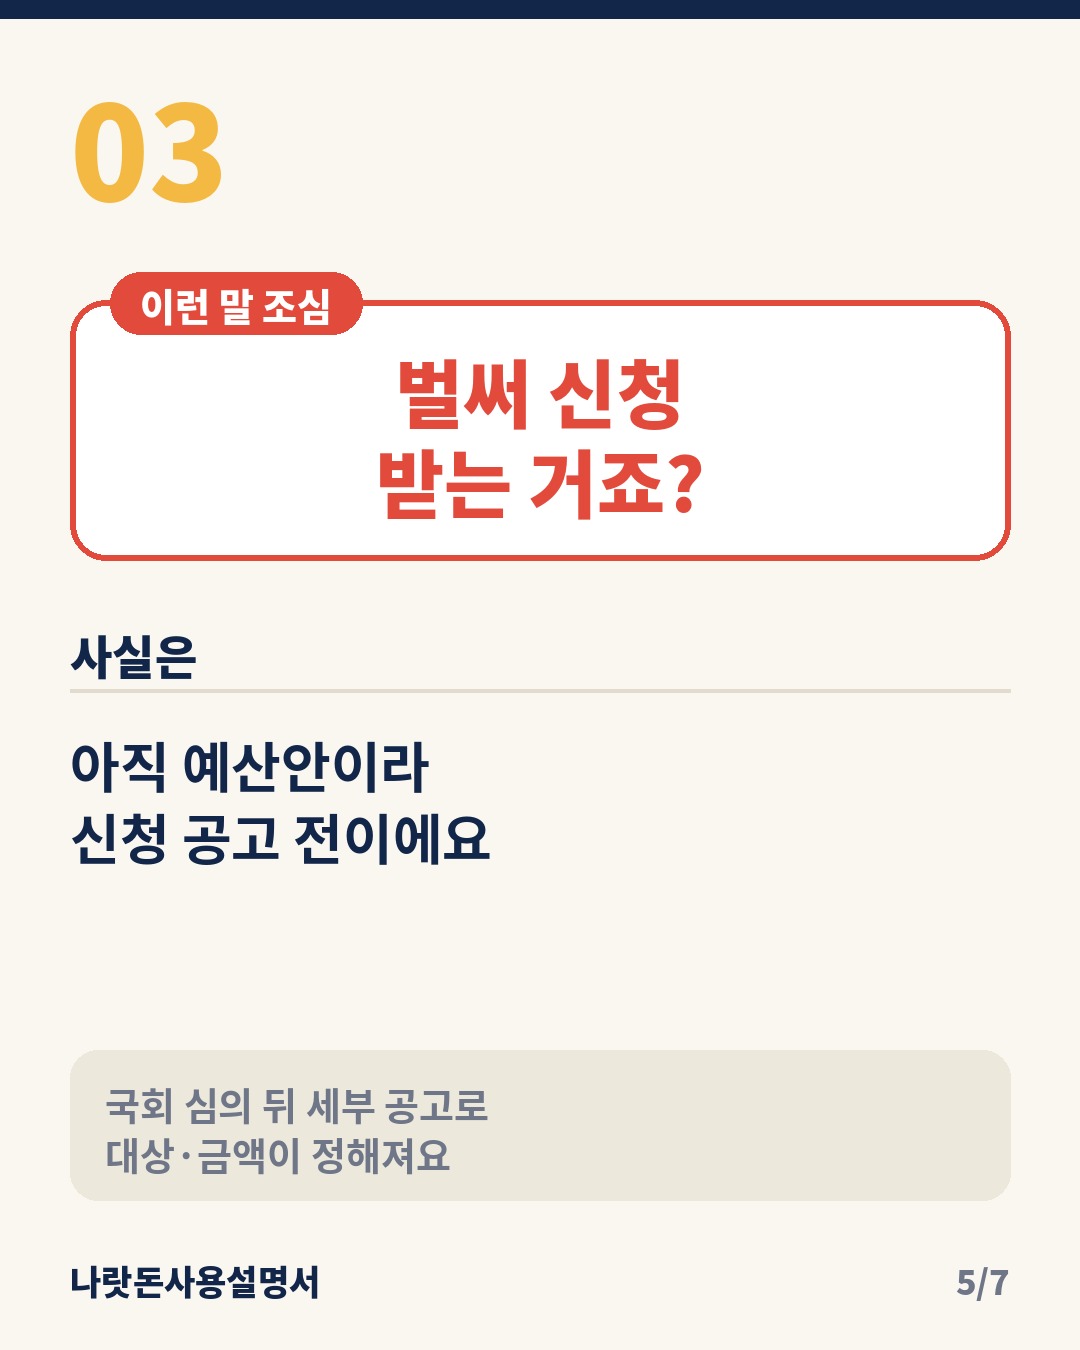 03
이런 말 조심
벌써 신청
받는 거죠?
사실은
아직 예산안이라
신청 공고 전이에요
국회 심의 뒤 세부 공고로
대상·금액이 정해져요
나랏돈사용설명서
5/7